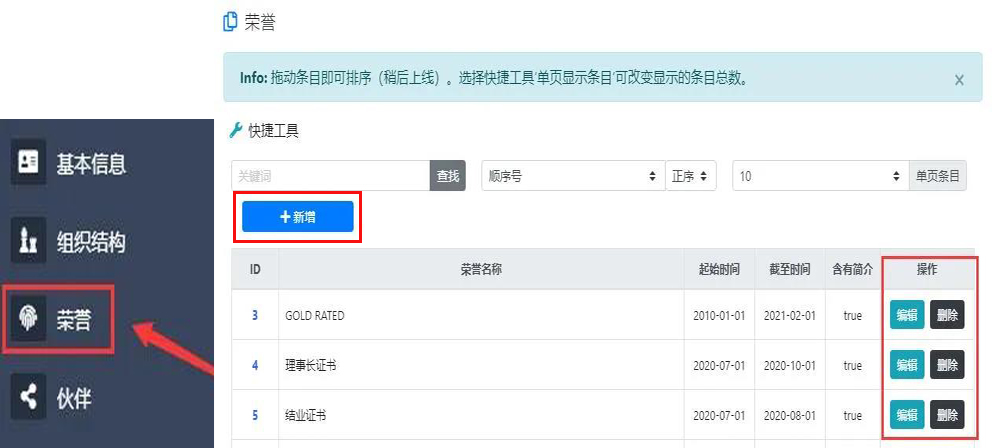 荣誉
Info: 拖动条目即可排序（稍后上线）。选择快捷工具‘单页显示条目’可改变显示的条目总数。 ×
快捷工具
关键词 查找 顺序号 正序 10 单页条目
新增
ID 荣誉名称 起始时间 截至时间 含有简介 操作
3 GOLD RATED 2010-01-01 2021-02-01 true 编辑 删除
4 理事长证书 2020-07-01 2020-10-01 true 编辑 删除
5 结业证书 2020-07-01 2020-08-01 true 编辑 删除
基本信息
组织结构
荣誉
伙伴